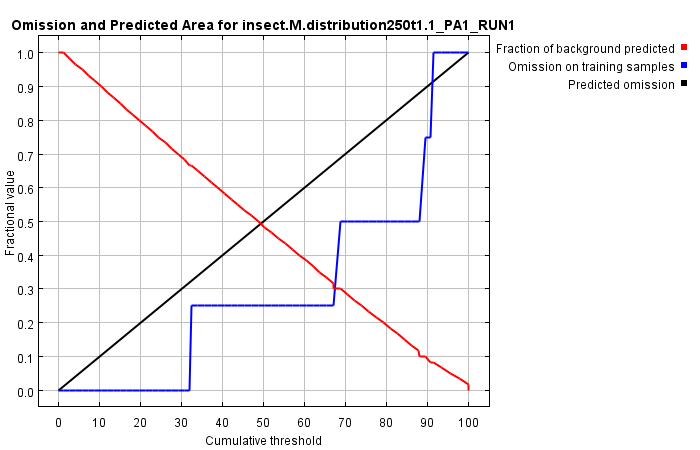 Omission and Predicted Area for insect.M.distribution250t1.1_PA1_RUN1
Fraction of background predicted
Omission on training samples
Predicted omission
Fractional value
1.0
0.9
0.8
0.7
0.6
0.5
0.4
0.3
0.2
0.1
0.0
0 10 20 30 40 50 60 70 80 90 100
Cumulative threshold